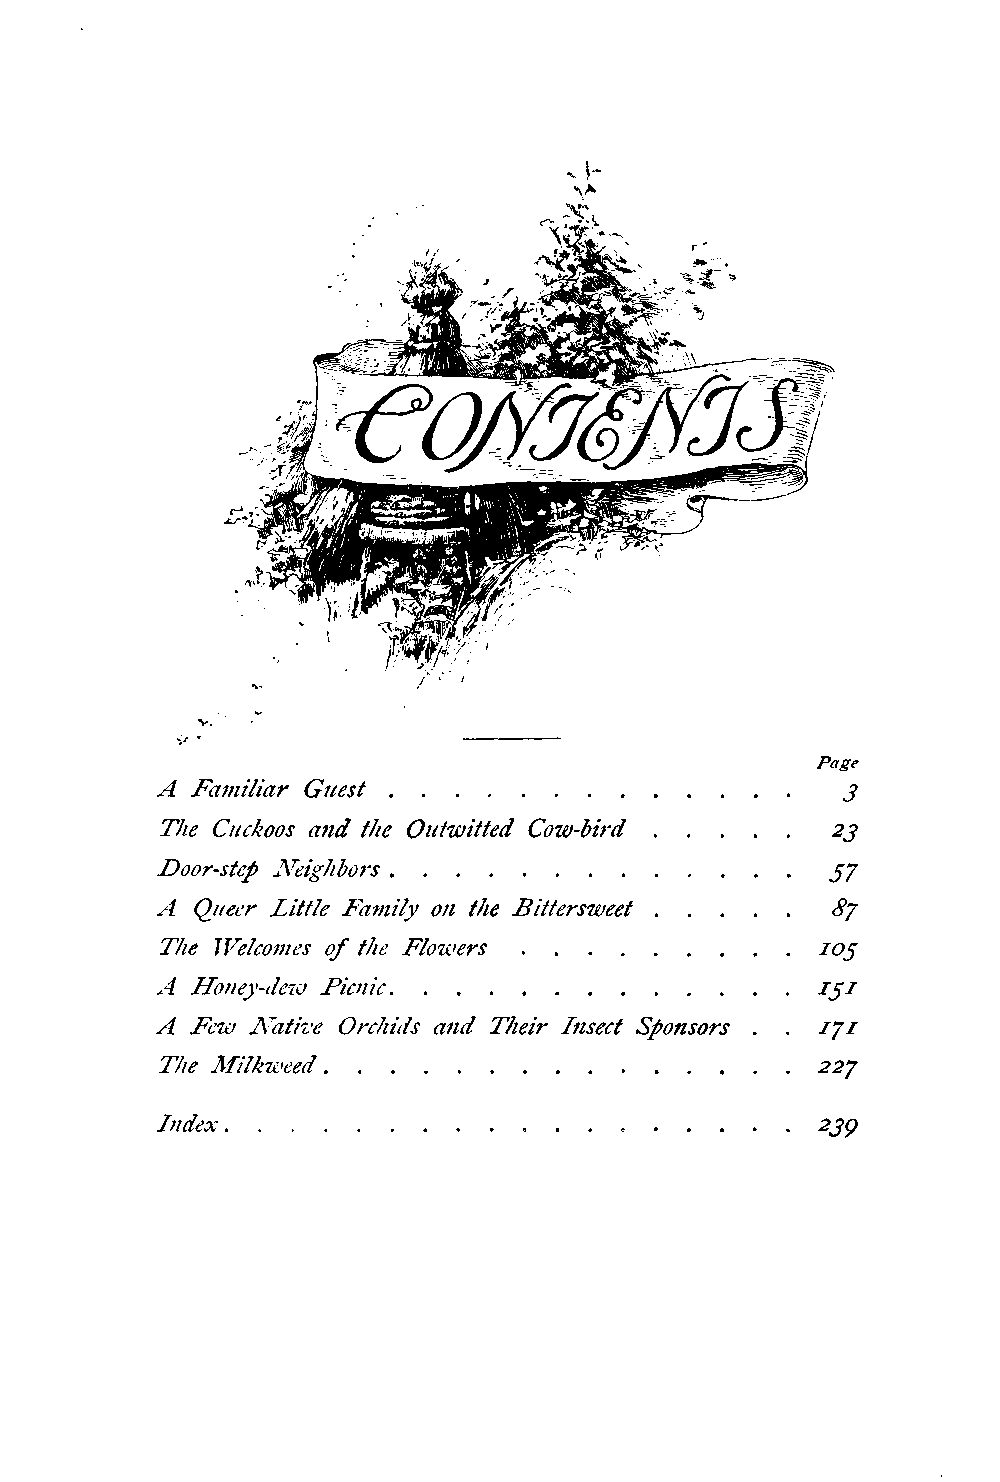 CONTENTS
Page
A Familiar Guest . . . . . . . . . . . . . 3
The Cuckoos and the Outwitted Cow-bird . . . . . 23
Door-step Neighbors . . . . . . . . . . . . . 57
A Queer Little Family on the Bittersweet . . . . . 87
The Welcomes of the Flowers . . . . . . . . . 105
A Honey-dew Picnic . . . . . . . . . . . . . 151
A Few Native Orchids and Their Insect Sponsors . . 171
The Milkweed . . . . . . . . . . . . . . . 227
Index . . . . . . . . . . . . . . . . . . 239